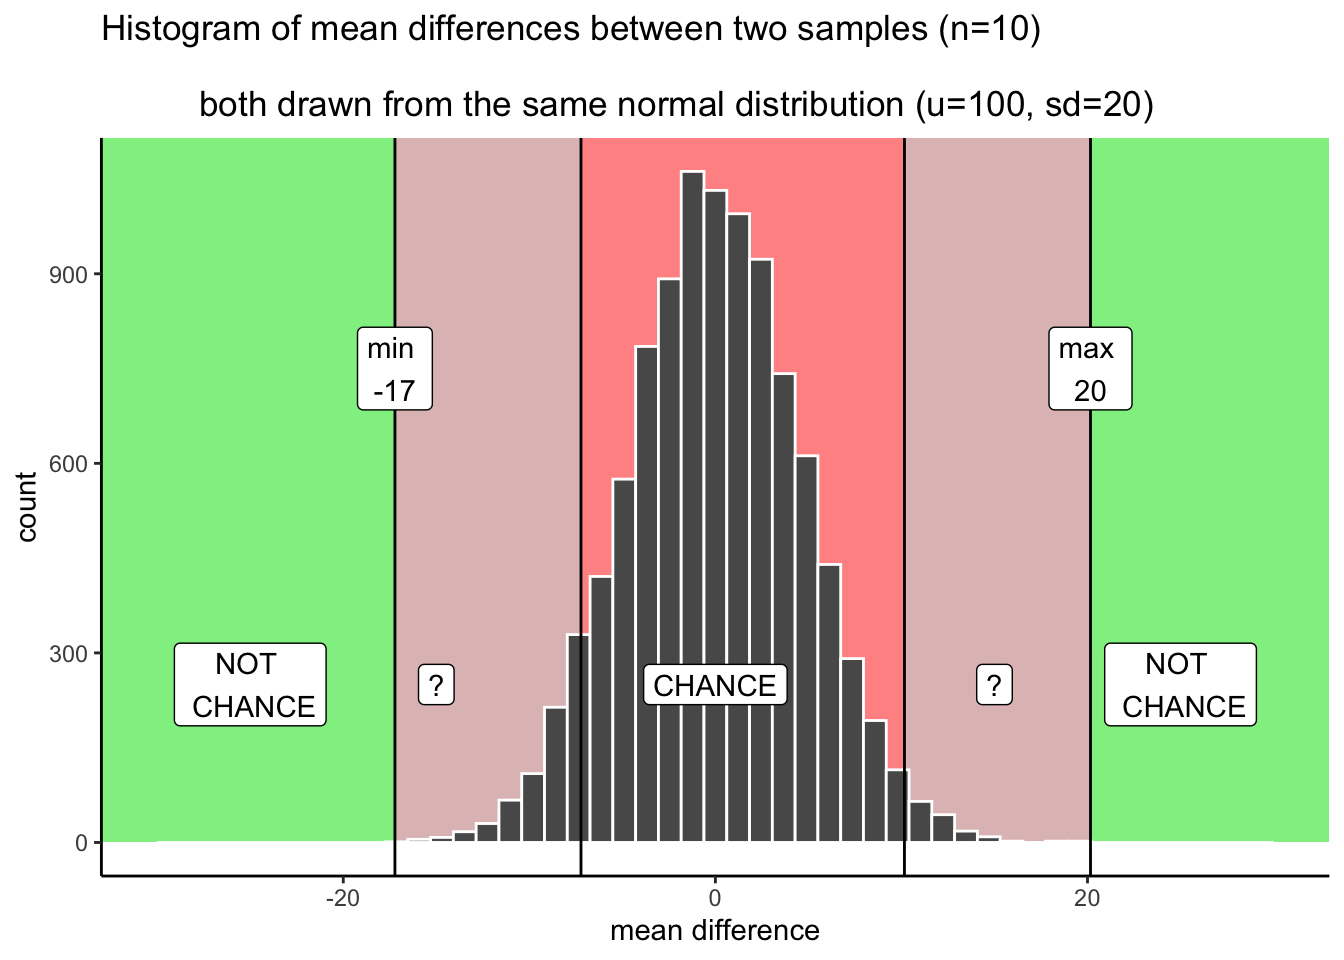 Histogram of mean differences between two samples (n=10)
both drawn from the same normal distribution (u=100, sd=20)
900
600
300
0
count
min
-17
max
20
NOT
CHANCE
?
CHANCE
?
NOT
CHANCE
-20
0
20
mean difference